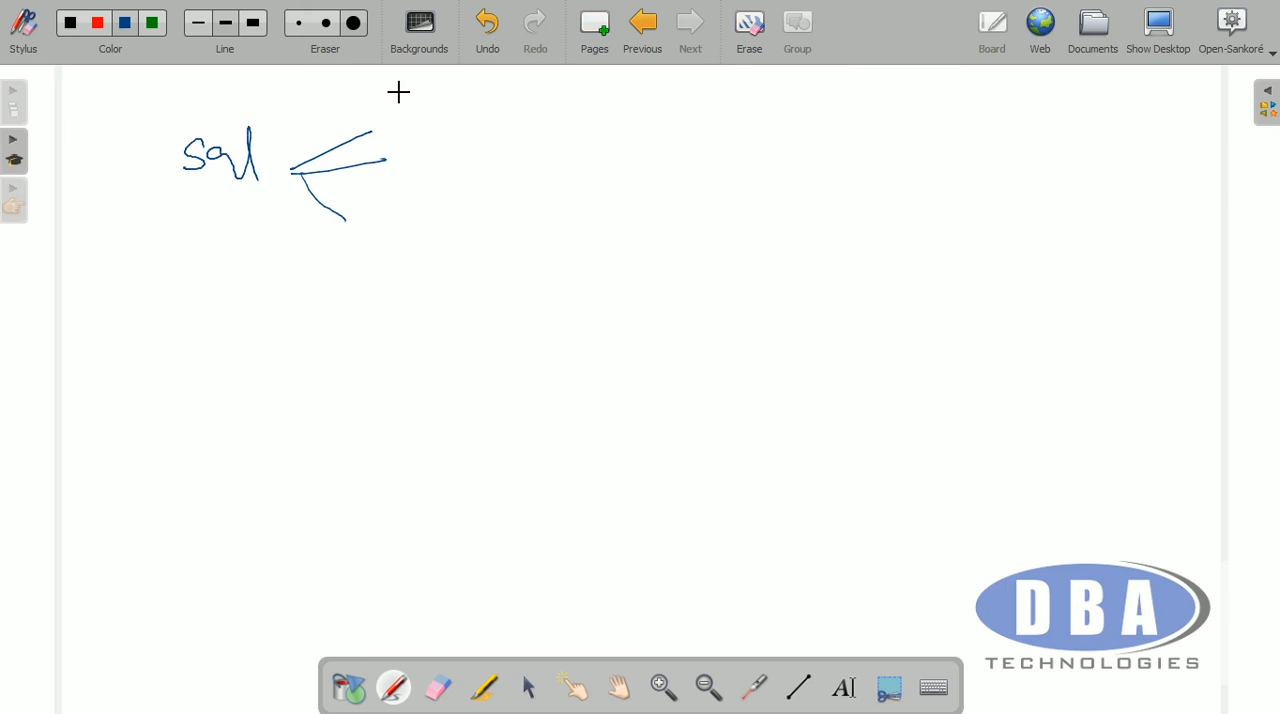 Stylus Color Line Eraser Backgrounds Undo Redo Pages Previous Next Erase Group Board Web Documents Show Desktop Open-Sankoré
sql
DBA
TECHNOLOGIES
AI